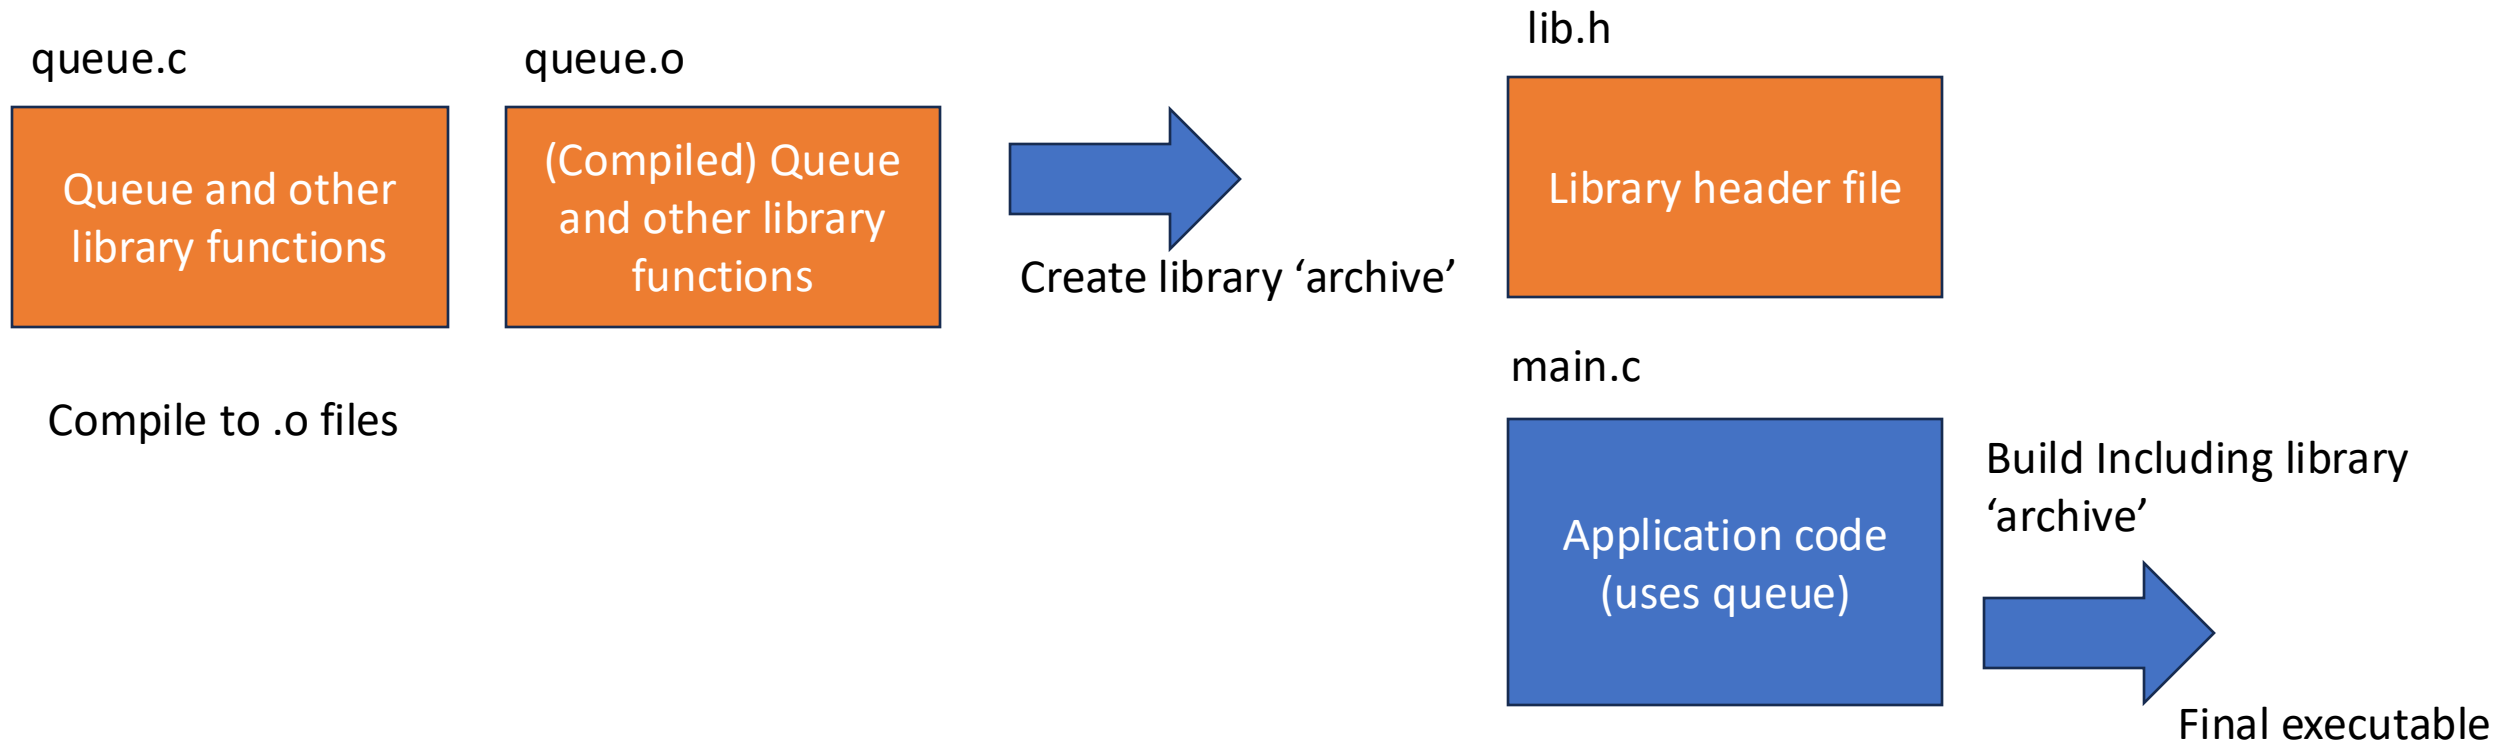 queue.c
Queue and other
library functions
Compile to .o files
queue.o
(Compiled) Queue
and other library
functions
Create library ‘archive’
lib.h
Library header file
main.c
Application code
(uses queue)
Build Including library
‘archive’
Final executable